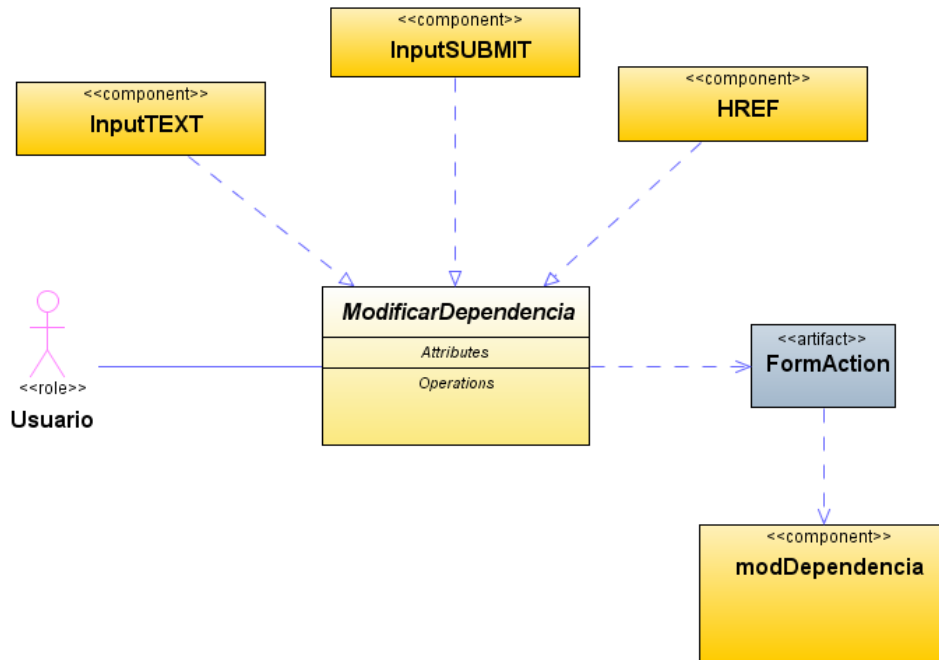 <<component>>
InputSUBMIT
<<component>>
InputTEXT
<<component>>
HREF
ModificarDependencia
Attributes
Operations
<<role>>
Usuario
<<artifact>>
FormAction
<<component>>
modDependencia